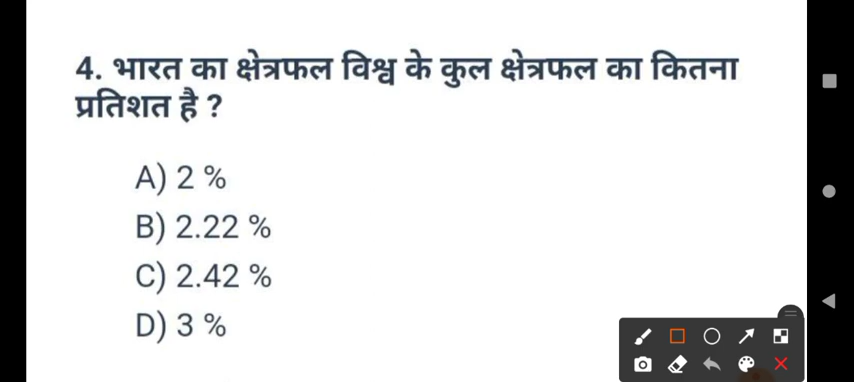 4. भारत का क्षेत्रफल विश्व के कुल क्षेत्रफल का कितना
प्रतिशत है ?
A) 2 %
B) 2.22 %
C) 2.42 %
D) 3 %